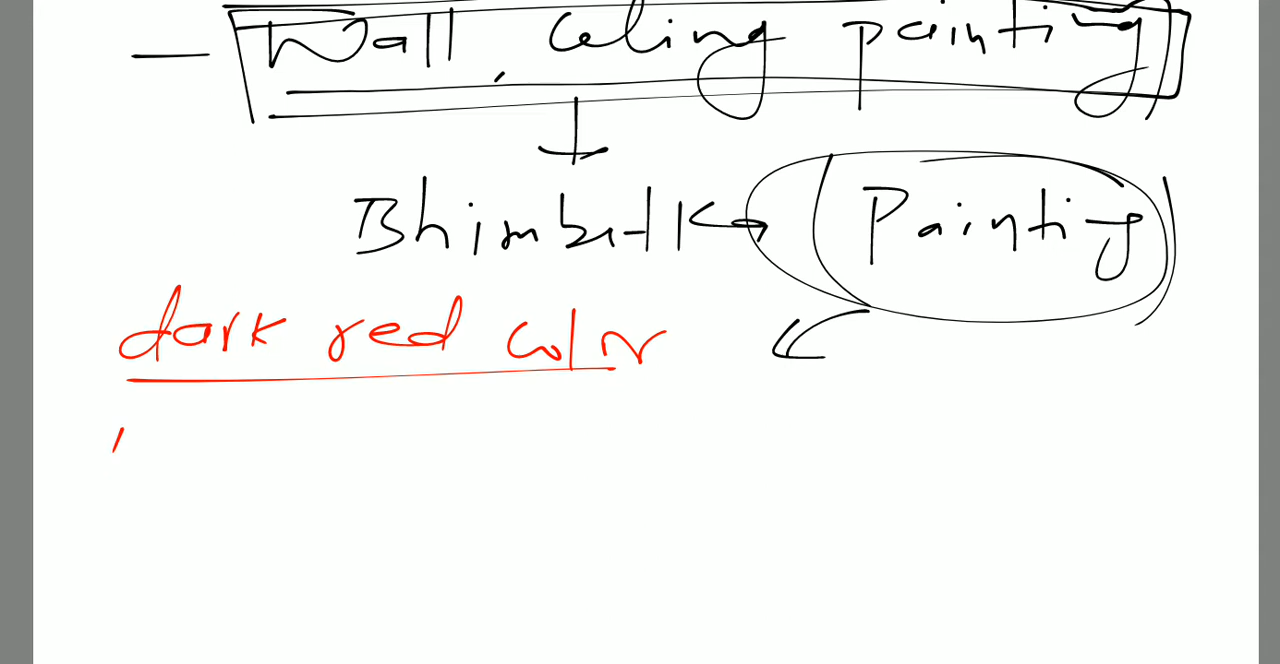 — Wall, Celing painting
Bhimbetka (Painting)
dark red color